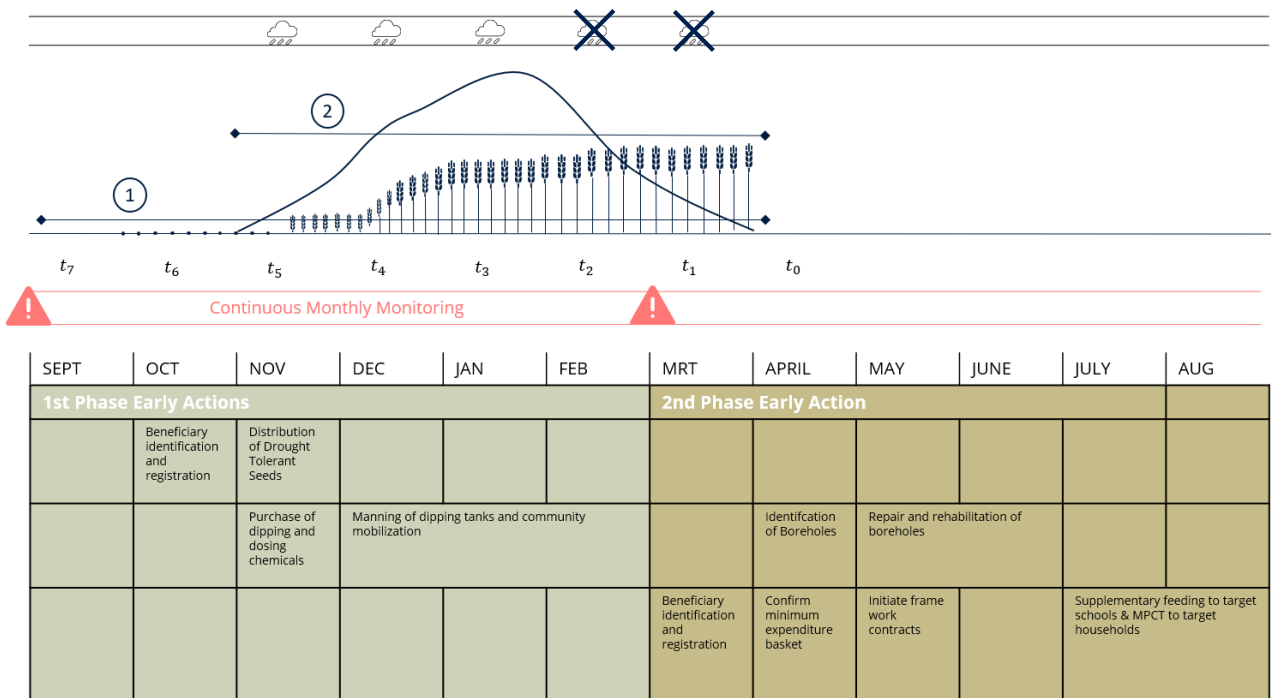 2
1
t7 t6 t5 t4 t3 t2 t1 t0
Continuous Monthly Monitoring
SEPT OCT NOV DEC JAN FEB MRT APRIL MAY JUNE JULY AUG
1st Phase Early Actions
2nd Phase Early Action
Beneficiary
identification
and
registration
Distribution
of Drought
Tolerant
Seeds
Purchase of
dipping and
dosing
chemicals
Manning of dipping tanks and community
mobilization
Identifcation
of Boreholes
Repair and rehabilitation of
boreholes
Beneficiary
identification
and
registration
Confirm
minimum
expenditure
basket
Initiate frame
work
contracts
Supplementary feeding to target
schools & MPCT to target
households